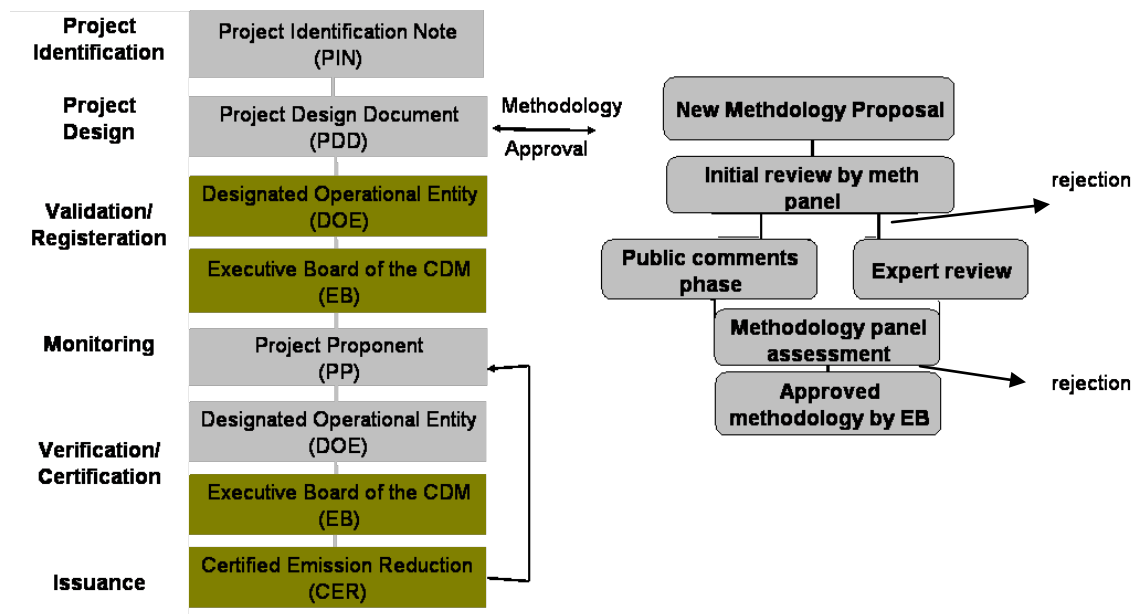 Project
Identification
Project Identification Note
(PIN)
Project
Design
Project Design Document
(PDD)
Methodology
Approval
Validation/
Registeration
Designated Operational Entity
(DOE)
Executive Board of the CDM
(EB)
Monitoring
Project Proponent
(PP)
Verification/
Certification
Designated Operational Entity
(DOE)
Executive Board of the CDM
(EB)
Issuance
Certified Emission Reduction
(CER)
New Methdology Proposal
Initial review by meth
panel
rejection
Public comments
phase
Expert review
Methodology panel
assessment
rejection
Approved
methodology by EB